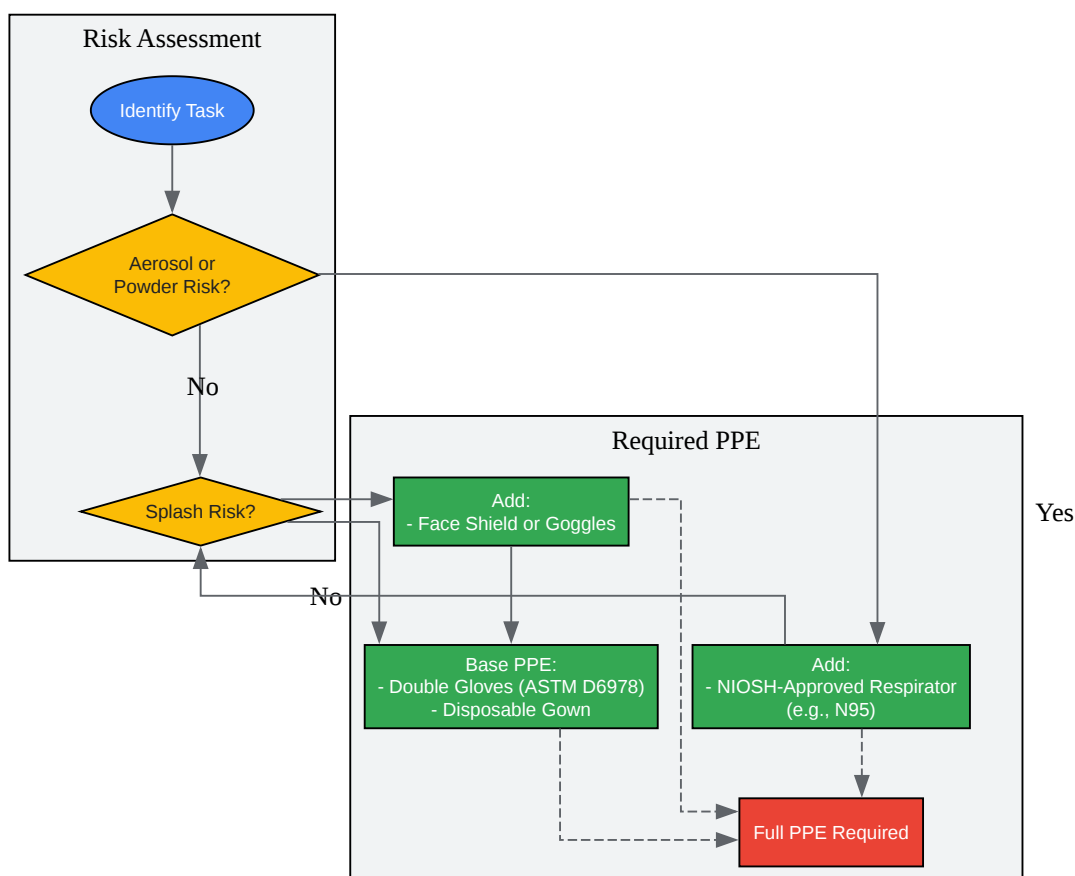 Risk Assessment
Identify Task
Aerosol or
Powder Risk?
No
Required PPE
Splash Risk?
Add:
- Face Shield or Goggles
Yes
No
Base PPE:
- Double Gloves (ASTM D6978)
- Disposable Gown
Add:
- NIOSH-Approved Respirator
(e.g., N95)
Full PPE Required